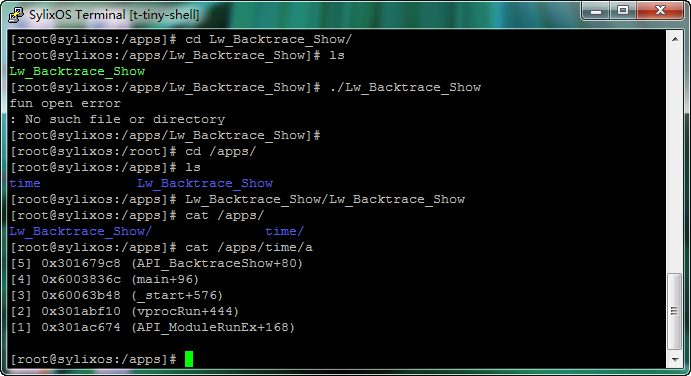 SylixOS Terminal [t-tiny-shell]
[root@sylixos:/apps]# cd Lw_Backtrace_Show/
[root@sylixos:/apps/Lw_Backtrace_Show]# ls
Lw_Backtrace_Show
[root@sylixos:/apps/Lw_Backtrace_Show]# ./Lw_Backtrace_Show
fun open error
: No such file or directory
[root@sylixos:/apps/Lw_Backtrace_Show]#
[root@sylixos:/root]# cd /apps/
[root@sylixos:/apps]# ls
time            Lw_Backtrace_Show
[root@sylixos:/apps]# Lw_Backtrace_Show/Lw_Backtrace_Show
[root@sylixos:/apps]# cat /apps/
Lw_Backtrace_Show/              time/
[root@sylixos:/apps]# cat /apps/time/a
[5] 0x301679c8 (API_BacktraceShow+80)
[4] 0x6003836c (main+96)
[3] 0x60063b48 (_start+576)
[2] 0x301abf10 (vprocRun+444)
[1] 0x301ac674 (API_ModuleRunEx+168)
[root@sylixos:/apps]#